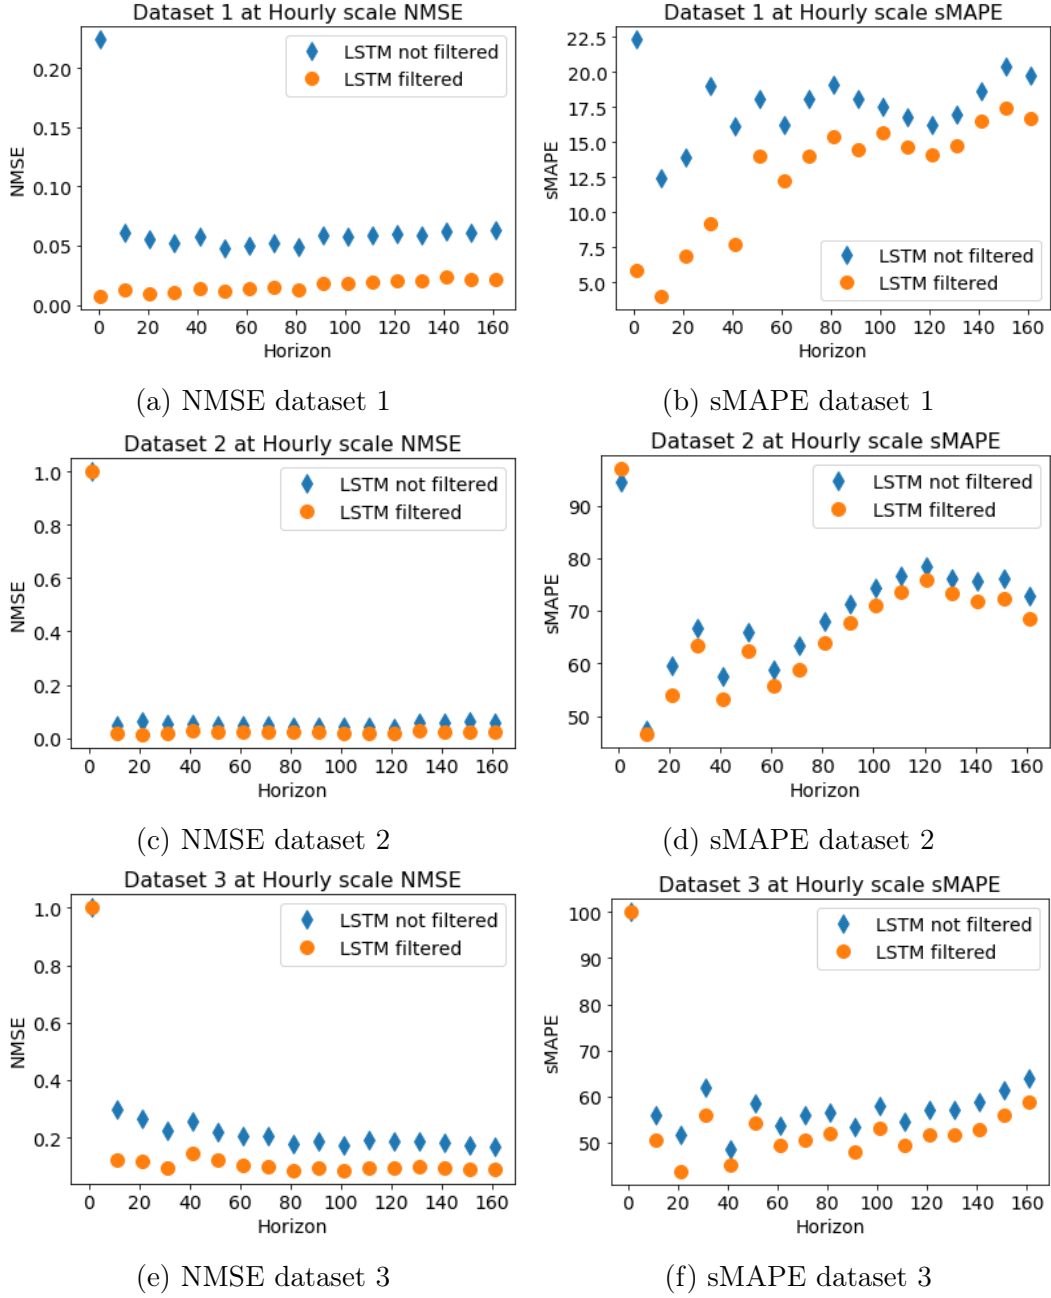 Dataset 1 at Hourly scale NMSE
LSTM not filtered
LSTM filtered
0.20
0.15
0.10
0.05
0.00
NMSE
0 20 40 60 80 100 120 140 160
Horizon
(a) NMSE dataset 1
Dataset 1 at Hourly scale sMAPE
22.5
20.0
17.5
15.0
12.5
10.0
7.5
5.0
sMAPE
LSTM not filtered
LSTM filtered
0 20 40 60 80 100 120 140 160
Horizon
(b) sMAPE dataset 1
Dataset 2 at Hourly scale NMSE
LSTM not filtered
LSTM filtered
1.0
0.8
0.6
0.4
0.2
0.0
NMSE
0 20 40 60 80 100 120 140 160
Horizon
(c) NMSE dataset 2
Dataset 2 at Hourly scale sMAPE
LSTM not filtered
LSTM filtered
90
80
70
60
50
sMAPE
0 20 40 60 80 100 120 140 160
Horizon
(d) sMAPE dataset 2
Dataset 3 at Hourly scale NMSE
LSTM not filtered
LSTM filtered
1.0
0.8
0.6
0.4
0.2
NMSE
0 20 40 60 80 100 120 140 160
Horizon
(e) NMSE dataset 3
Dataset 3 at Hourly scale sMAPE
LSTM not filtered
LSTM filtered
100
90
80
70
60
50
sMAPE
0 20 40 60 80 100 120 140 160
Horizon
(f) sMAPE dataset 3